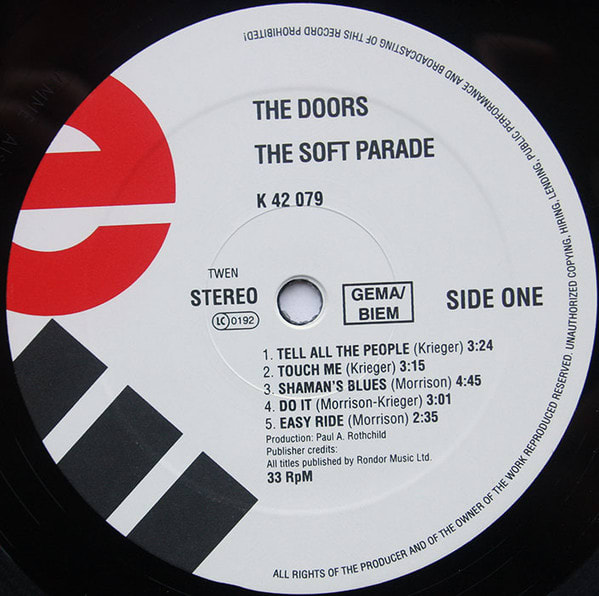 THE DOORS
THE SOFT PARADE
K 42 079
TWEN
STEREO
LC 0192
GEMA/
BIEM
SIDE ONE
1. TELL ALL THE PEOPLE (Krieger) 3:24
2. TOUCH ME (Krieger) 3:15
3. SHAMAN'S BLUES (Morrison) 4:45
4. DO IT (Morrison-Krieger) 3:01
5. EASY RIDE (Morrison) 2:35
Production: Paul A. Rothchild
Publisher credits:
All titles published by Rondor Music Ltd.
33 RpM
ALL RIGHTS OF THE PRODUCER AND OF THE OWNER OF THE WORK REPRODUCED RESERVED. UNAUTHORIZED COPYING, HIRING, LENDING, PUBLIC PERFORMANCE AND BROADCASTING OF THIS RECORD PROHIBITED!
e